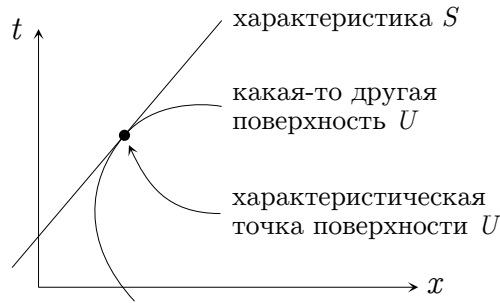 t
характеристика S
какая-то другая
поверхность U
характеристическая
точка поверхности U
x